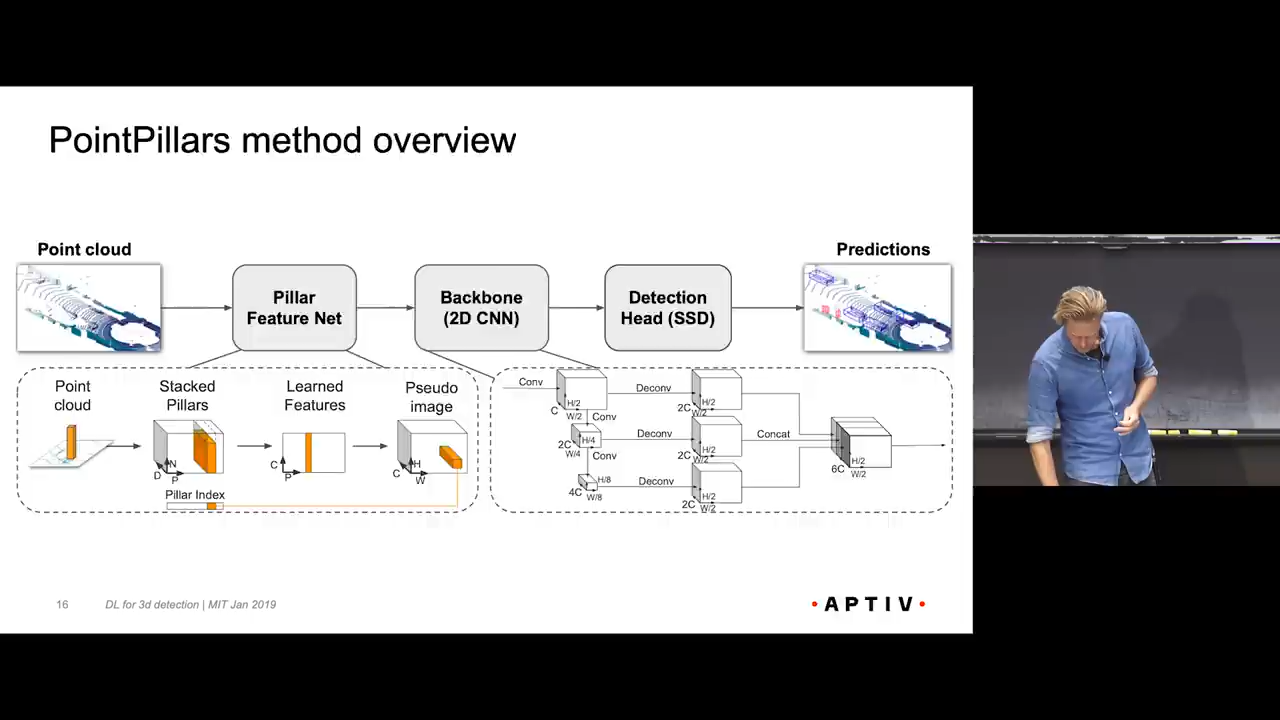 PointPillars method overview
Point cloud
Predictions
Pillar
Feature Net
Backbone
(2D CNN)
Detection
Head (SSD)
Point
cloud
Stacked
Pillars
Learned
Features
Pseudo
image
N
D
P
Pillar Index
C
P
H
C
W
Conv
H/2
C
W/2
Deconv
H/2
2C
W/2
Conv
H/4
2C
W/4
Deconv
H/2
2C
W/2
Concat
Conv
H/8
4C
W/8
Deconv
H/2
2C
W/2
H/2
6C
W/2
16
DL for 3d detection | MIT Jan 2019
APTIV